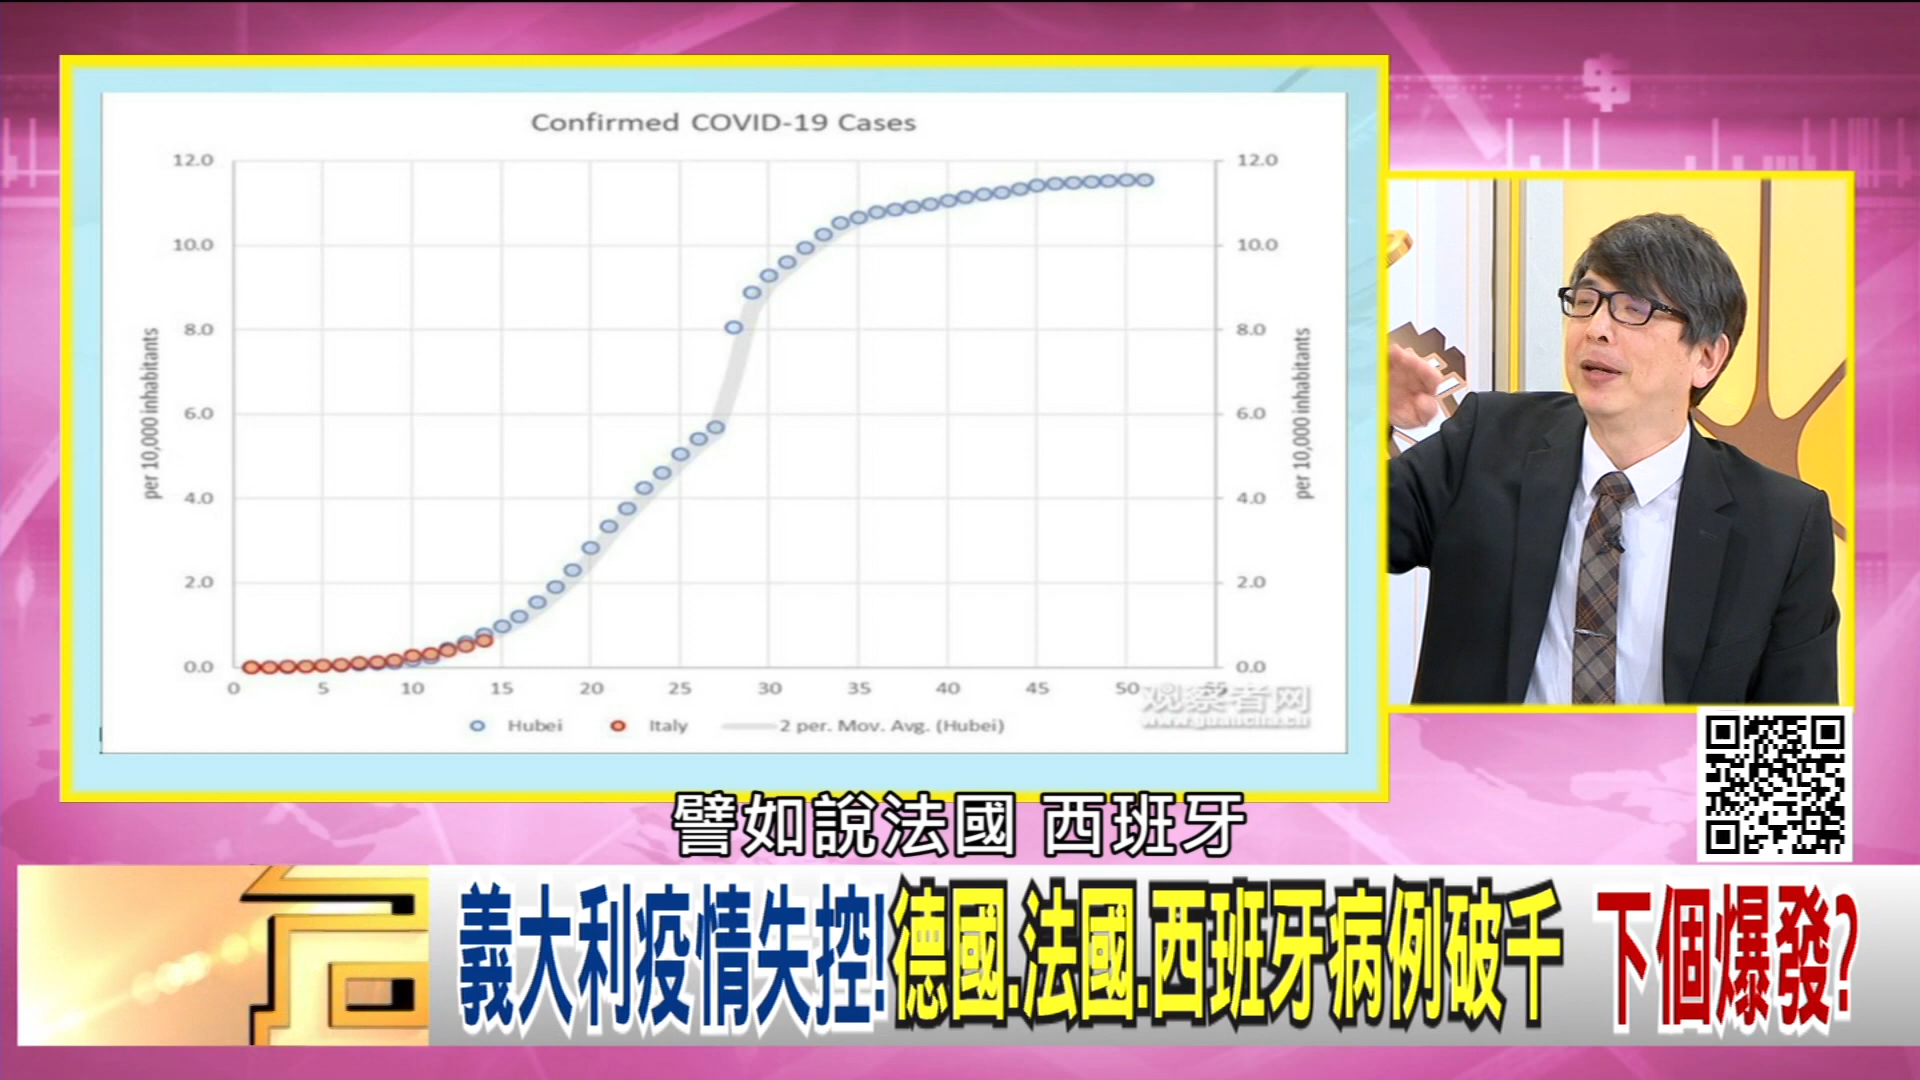 Confirmed COVID-19 Cases
12.0 12.0
10.0 10.0
8.0 8.0
6.0 6.0
4.0 4.0
2.0 2.0
0.0 0.0
per 10,000 inhabitants
per 10,000 inhabitants
0 5 10 15 20 25 30 35 40 45 50 55
Hubei Italy 2 per. Mov. Avg. (Hubei)
观察者网
www.guancha.cn
譬如說法國 西班牙
義大利疫情失控!德國.法國.西班牙病例破千 下個爆發?